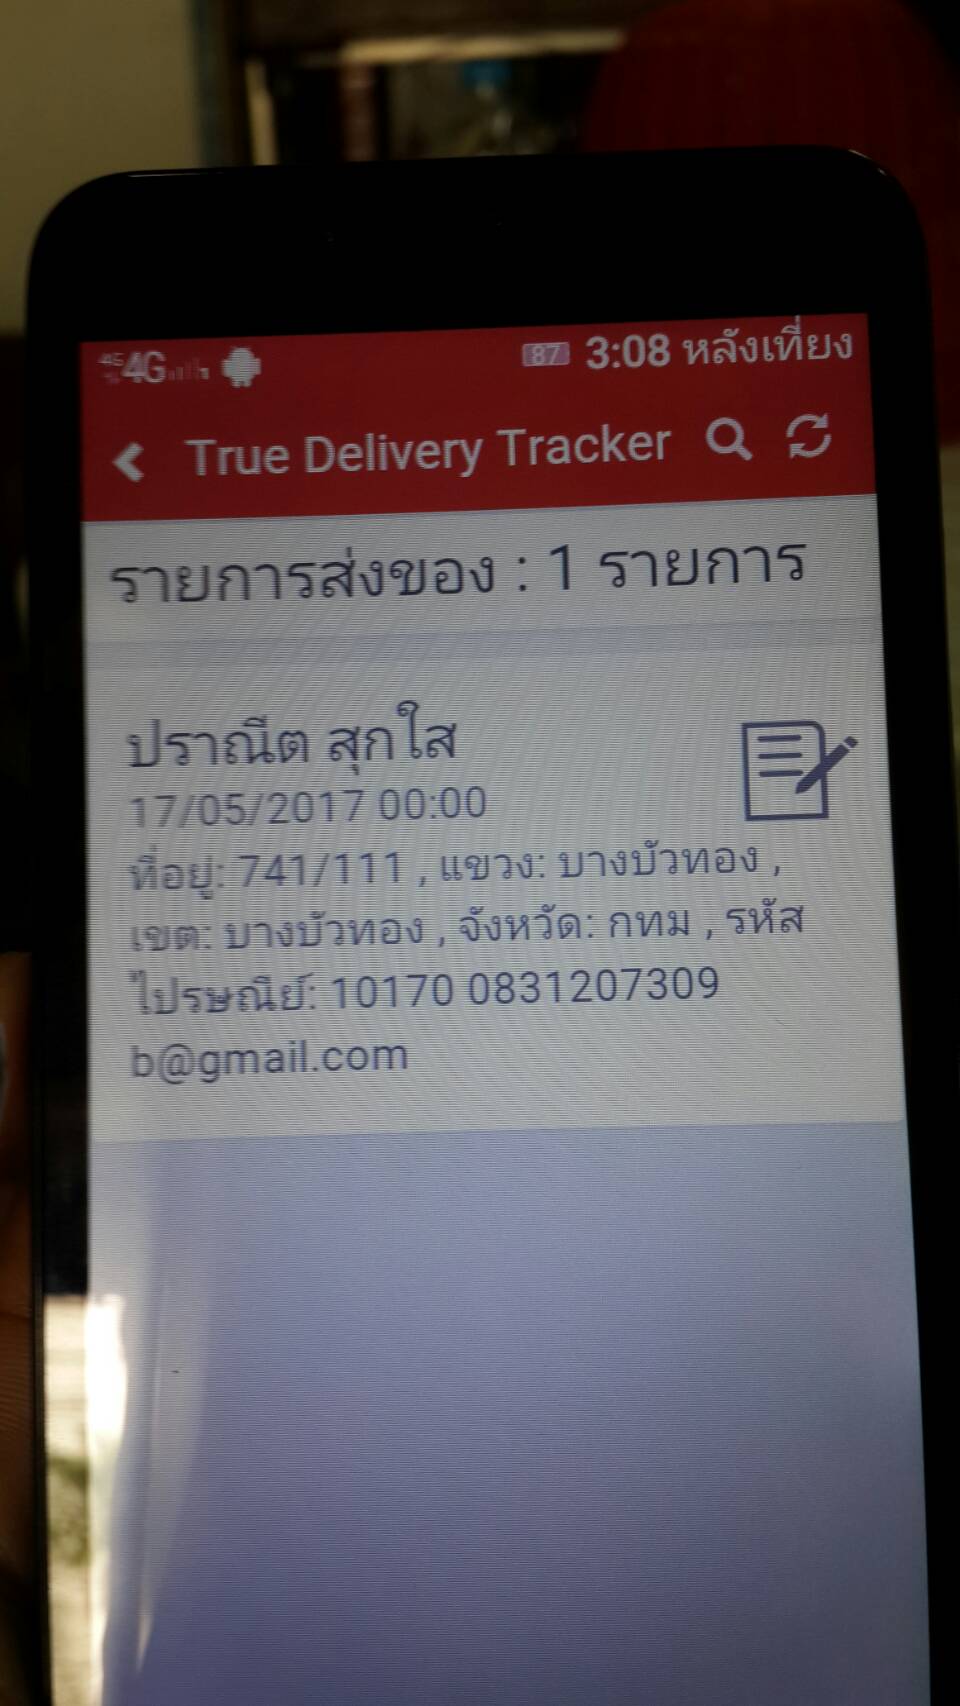 4G 87 3:08 หลังเที่ยง
True Delivery Tracker
รายการส่งของ : 1 รายการ
ปราณีต สุกใส
17/05/2017 00:00
ที่อยู่: 741/111 , แขวง: บางบัวทอง ,
เขต: บางบัวทอง , จังหวัด: กทม , รหัส
ไปรษณีย์: 10170 0831207309
b@gmail.com